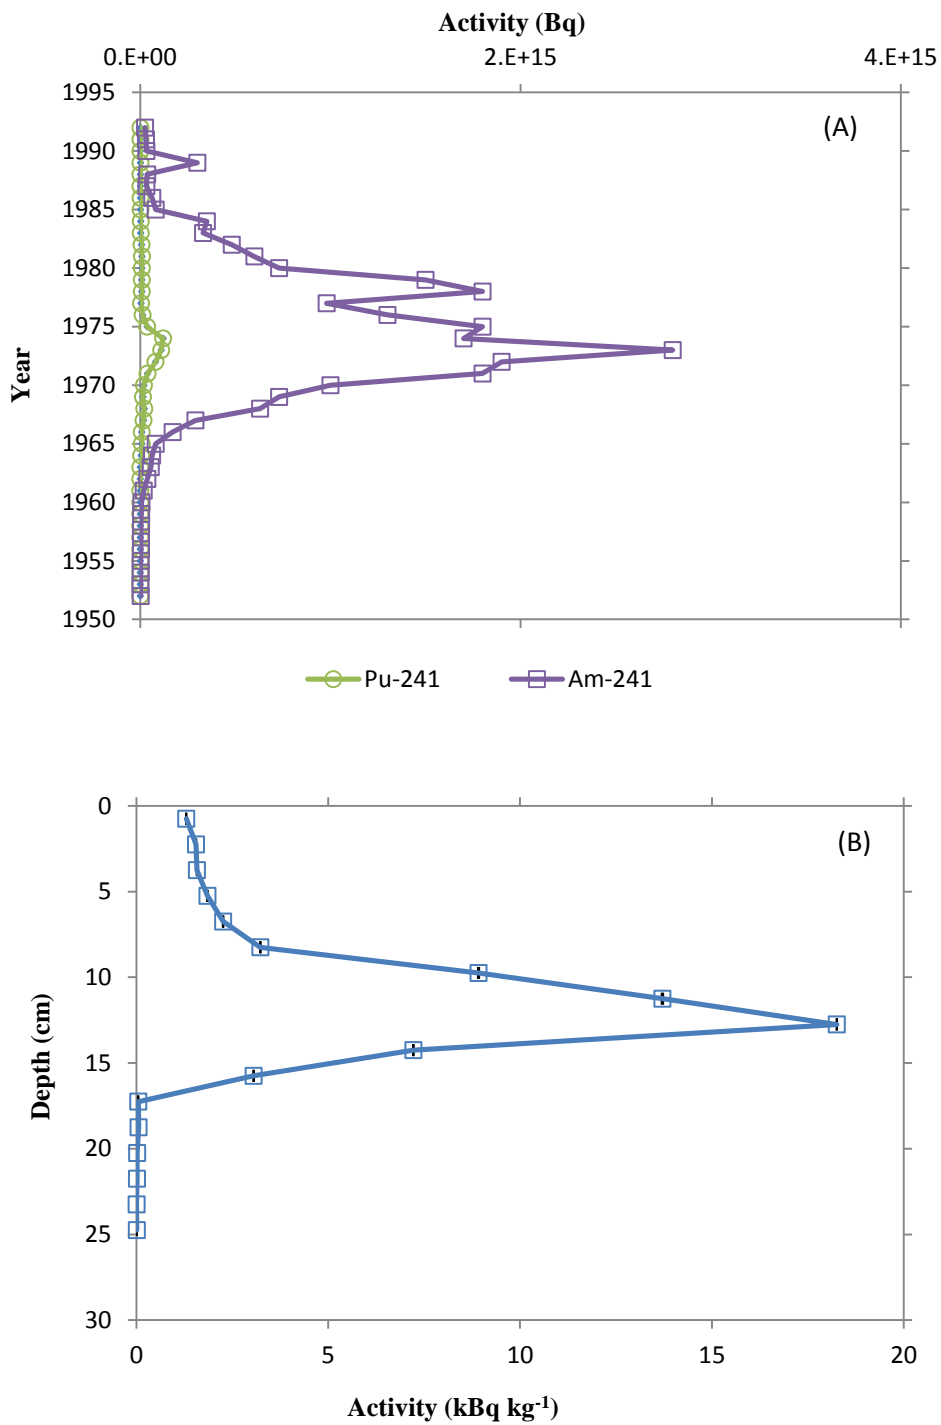 Activity (Bq)
0.E+00 2.E+15 4.E+15
1995
1990
1985
1980
1975
1970
1965
1960
1955
1950
Year
(A)
Pu-241 Am-241
0
5
10
15
20
25
30
Depth (cm)
(B)
0 5 10 15 20
Activity (kBq kg⁻¹)